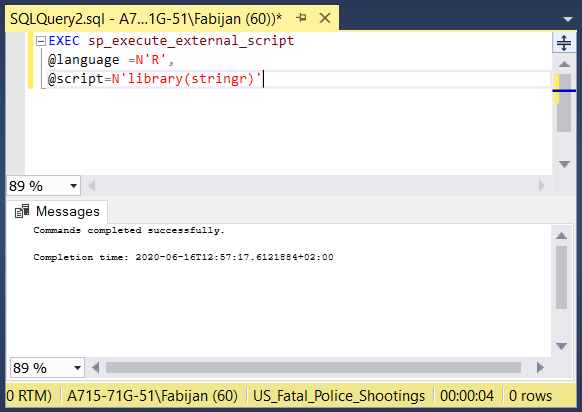 SQLQuery2.sql - A7...1G-51\Fabijan (60))*
EXEC sp_execute_external_script
@language =N'R',
@script=N'library(stringr)'
89 %
Messages
Commands completed successfully.
Completion time: 2020-06-16T12:57:17.6121884+02:00
89 %
0 RTM) A715-71G-51\Fabijan (60) US_Fatal_Police_Shootings 00:00:04 0 rows